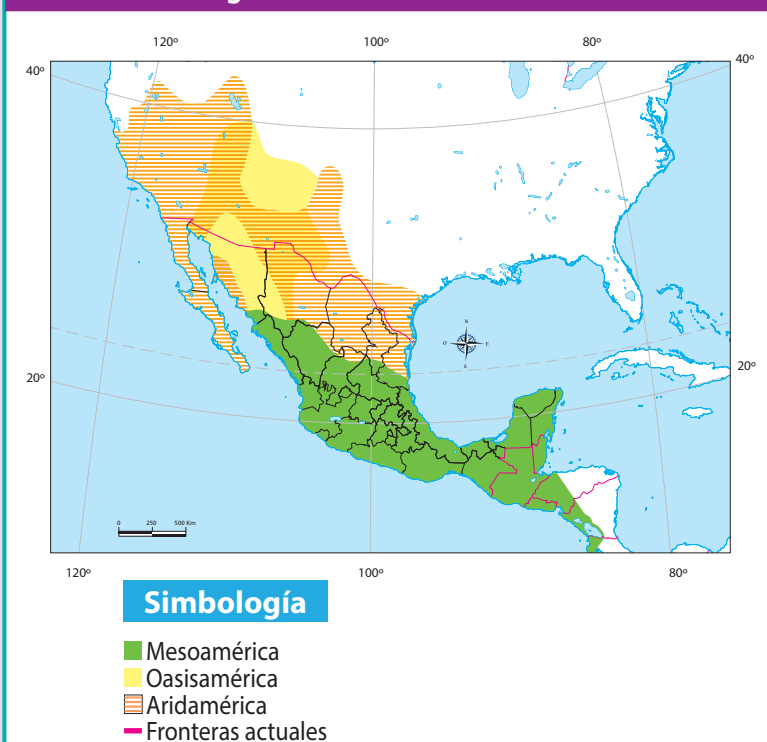 120º 100º 80º
40º 40º
N
O E
S
20º 20º
0 250 500 Km
120º 100º 80º
Simbología
Mesoamérica
Oasisamérica
Aridamérica
Fronteras actuales